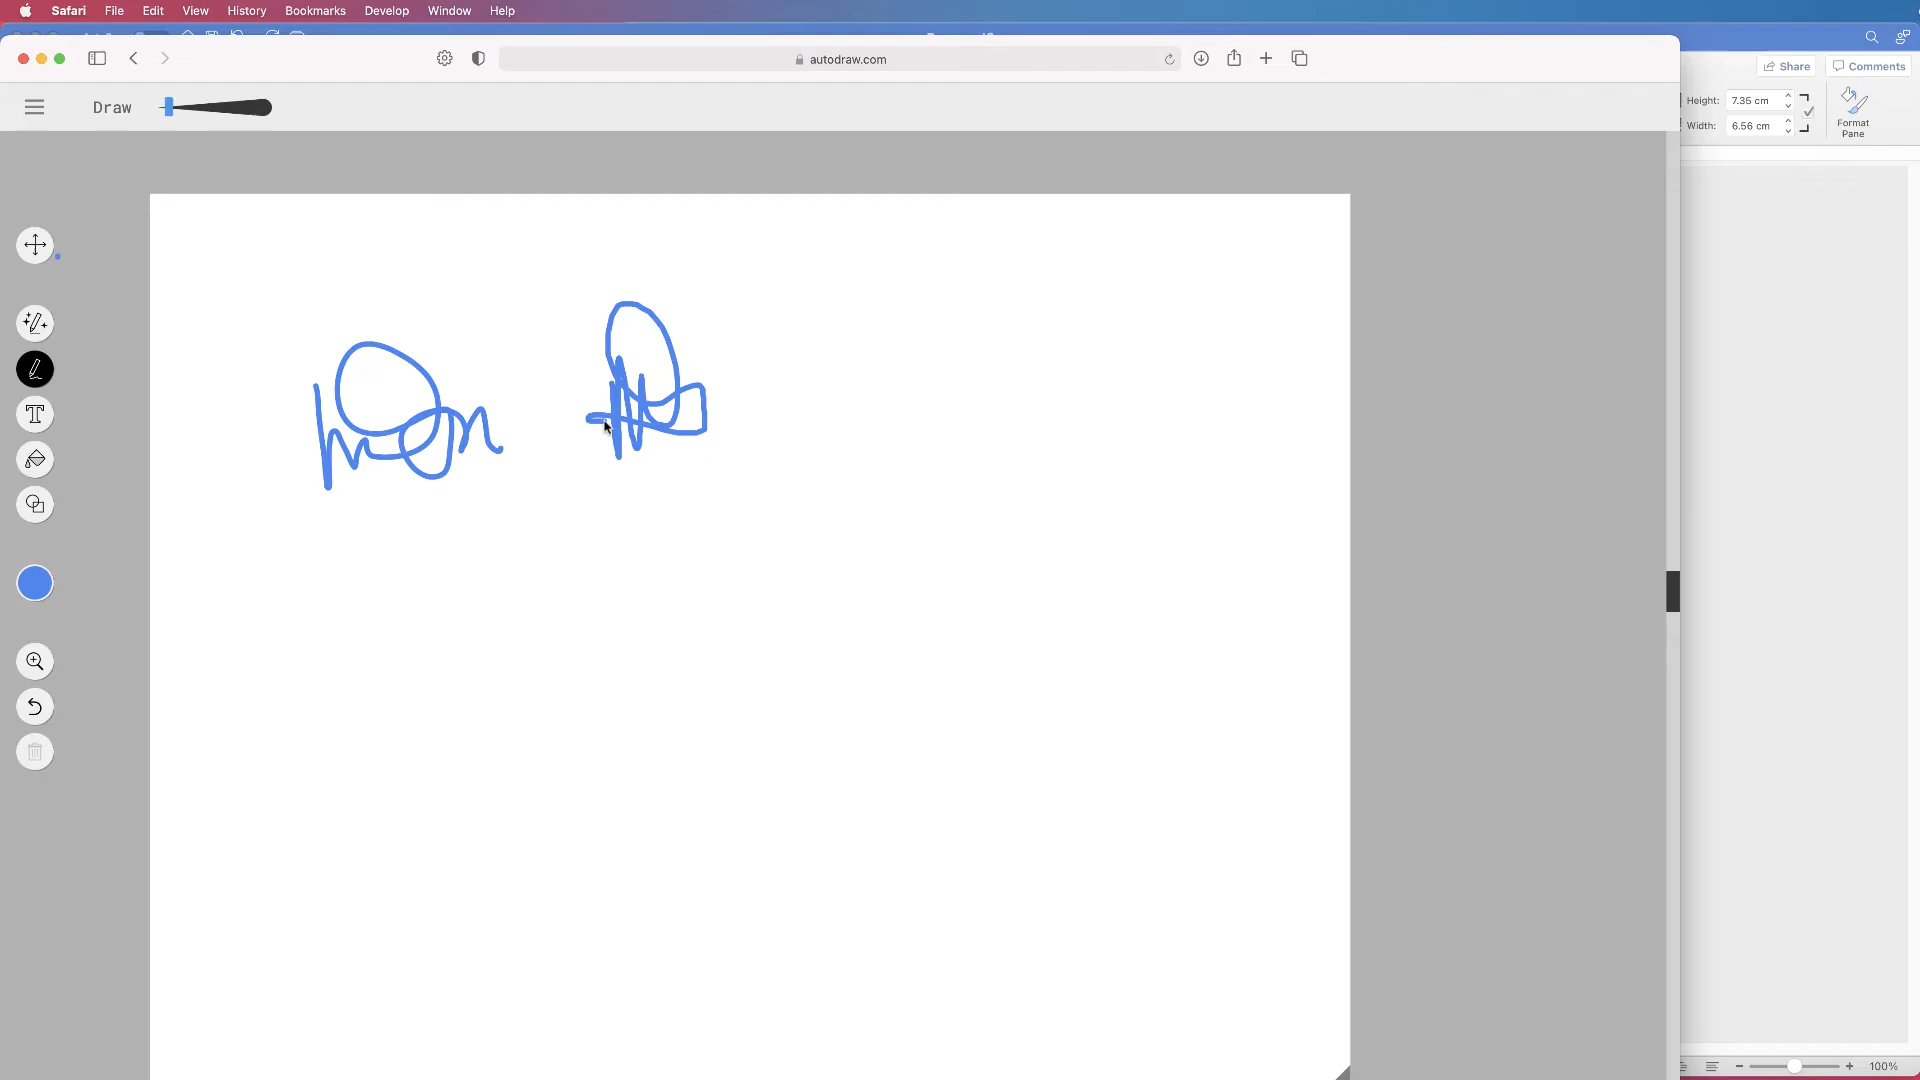 Safari File Edit View History Bookmarks Develop Window Help
autodraw.com
Share Comments
Draw
Height: 7.35 cm
Width: 6.56 cm
Format
Pane
T
100%